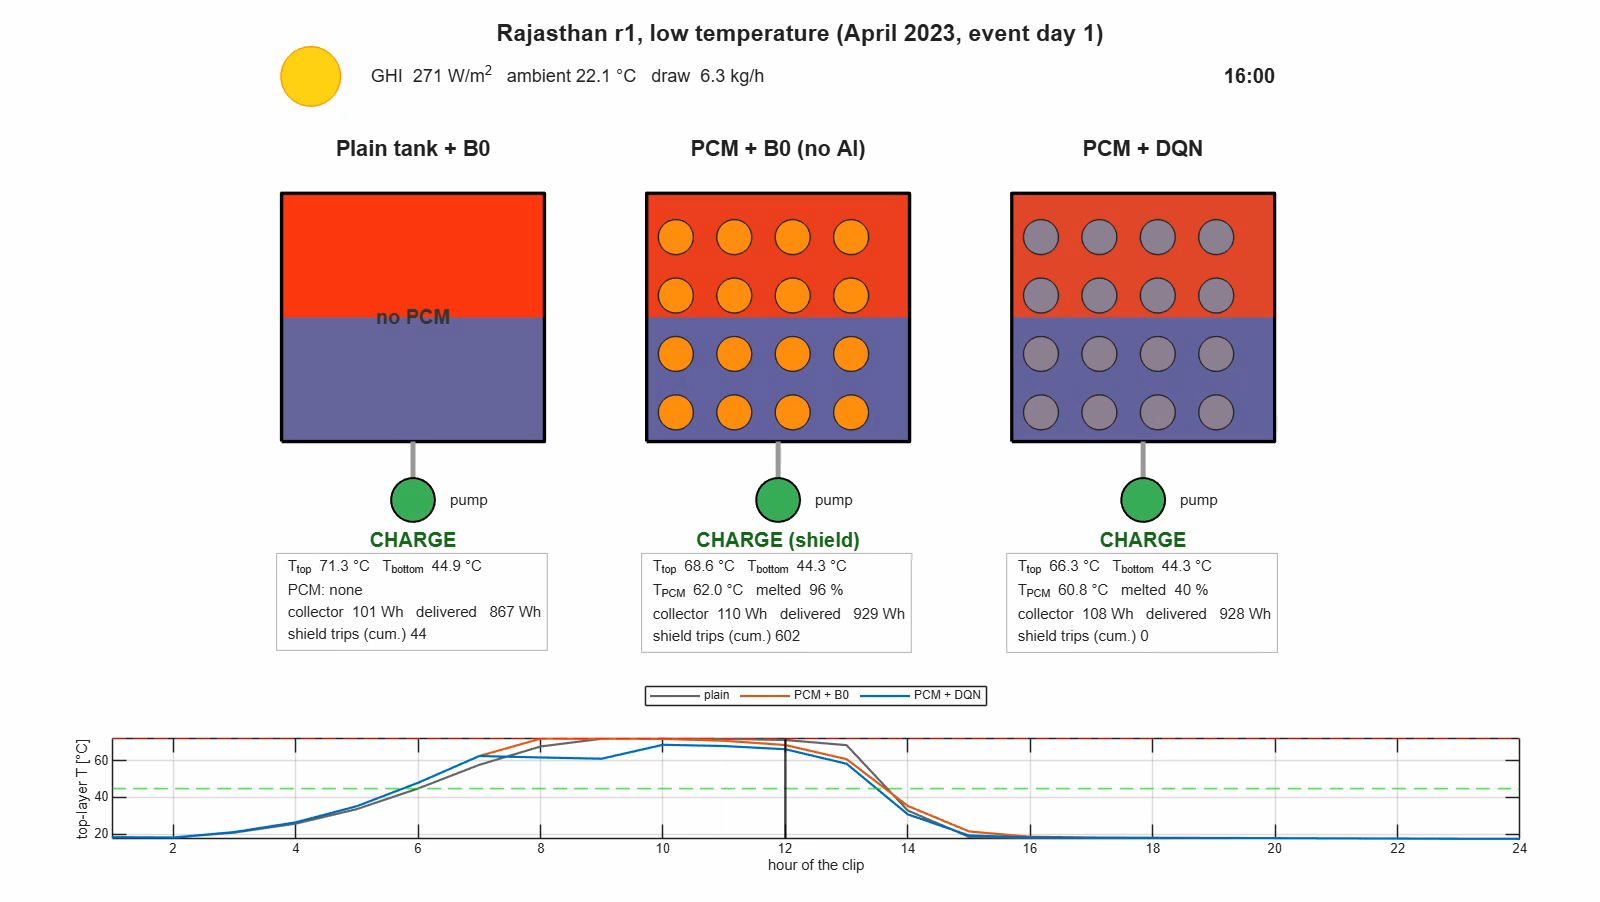 Rajasthan r1, low temperature (April 2023, event day 1)
GHI 271 W/m² ambient 22.1 °C draw 6.3 kg/h
16:00
Plain tank + B0
PCM + B0 (no AI)
PCM + DQN
no PCM
pump
pump
pump
CHARGE
CHARGE (shield)
CHARGE
Ttop 71.3 °C Tbottom 44.9 °C
PCM: none
collector 101 Wh delivered 867 Wh
shield trips (cum.) 44
Ttop 68.6 °C Tbottom 44.3 °C
TPCM 62.0 °C melted 96 %
collector 110 Wh delivered 929 Wh
shield trips (cum.) 602
Ttop 66.3 °C Tbottom 44.3 °C
TPCM 60.8 °C melted 40 %
collector 108 Wh delivered 928 Wh
shield trips (cum.) 0
plain PCM + B0 PCM + DQN
top-layer T [°C]
60
40
20
2 4 6 8 10 12 14 16 18 20 22 24
hour of the clip